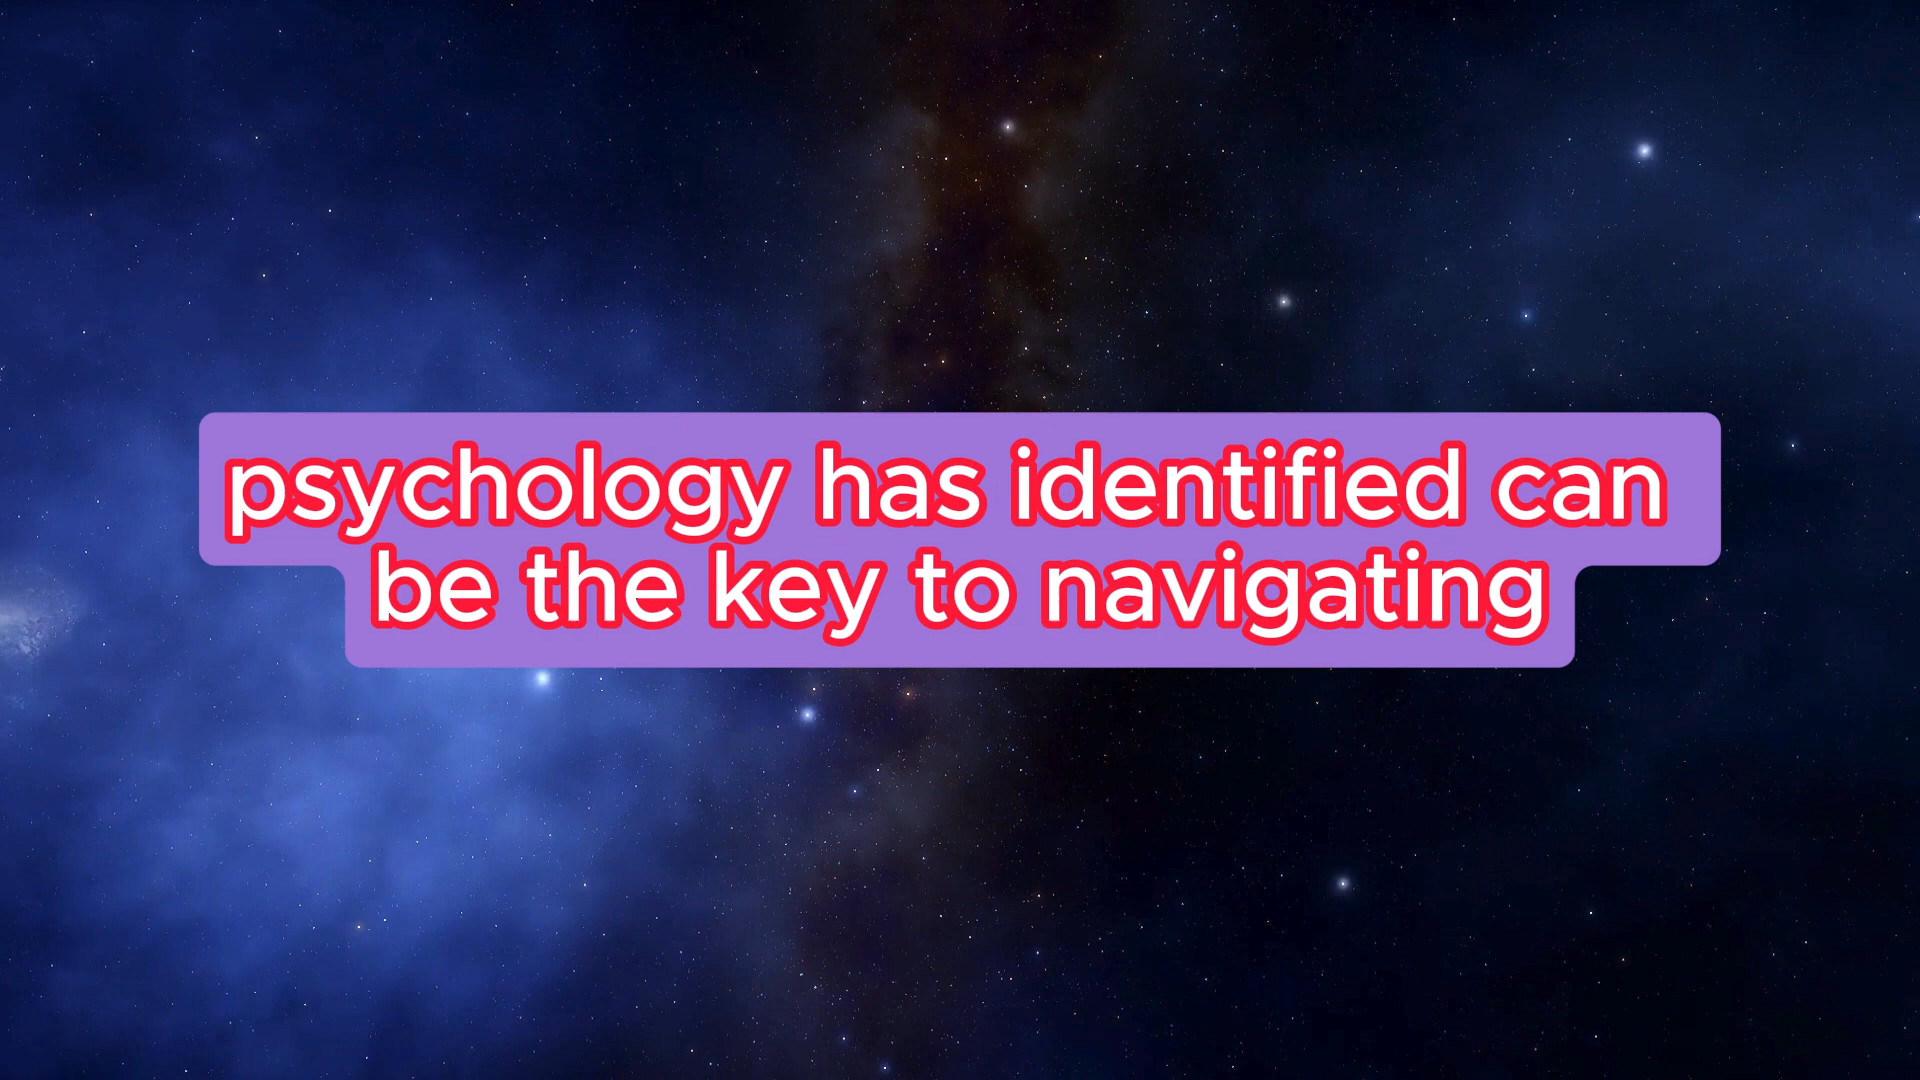 psychology has identified can
be the key to navigating